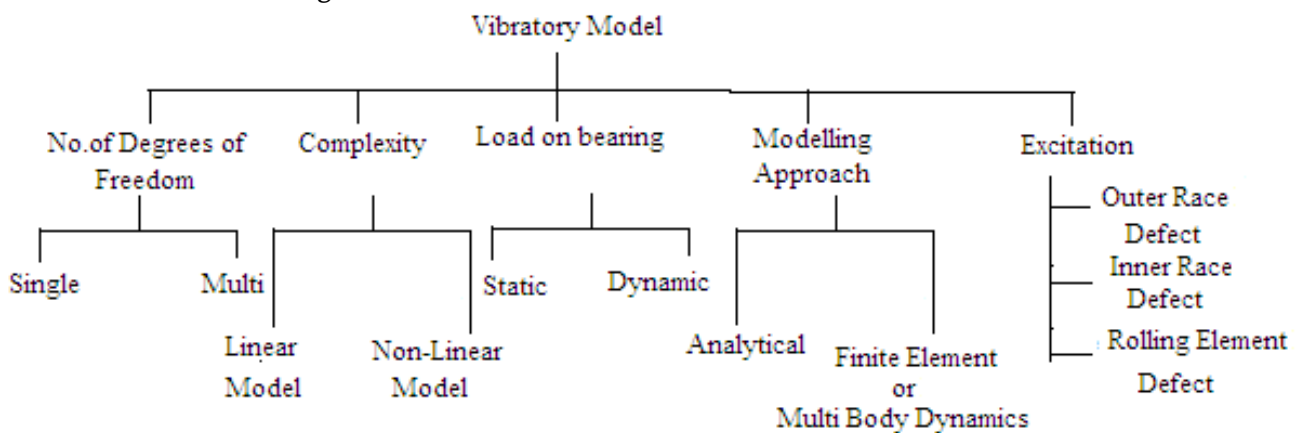 Vibratory Model
No.of Degrees of
Freedom
Complexity
Load on bearing
Modelling
Approach
Excitation
Single
Multi
Linear
Model
Non-Linear
Model
Static
Dynamic
Analytical
Finite Element
or
Multi Body Dynamics
Outer Race
Defect
Inner Race
Defect
Rolling Element
Defect